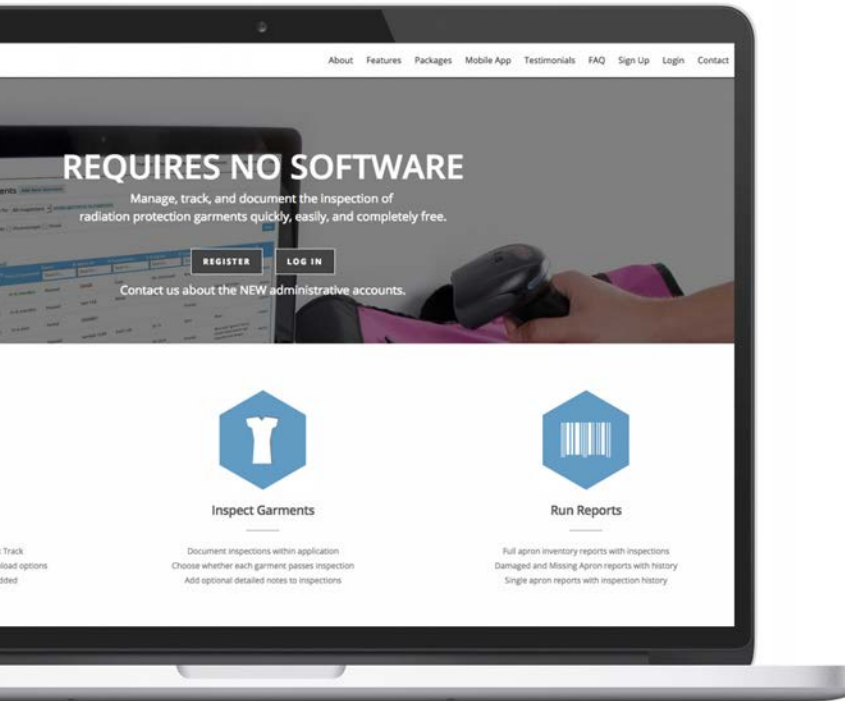 About Features Packages Mobile App Testimonials FAQ Sign Up Login Contact
REQUIRES NO SOFTWARE
Manage, track, and document the inspection of
radiation protection garments quickly, easily, and completely free.
REGISTER LOG IN
Contact us about the NEW administrative accounts.
Inspect Garments
Document inspections within application
Choose whether each garment passes inspection
Add optional detailed notes to inspections
Run Reports
Full apron inventory reports with inspections
Damaged and Missing Apron reports with history
Single apron reports with inspection history
Track
options